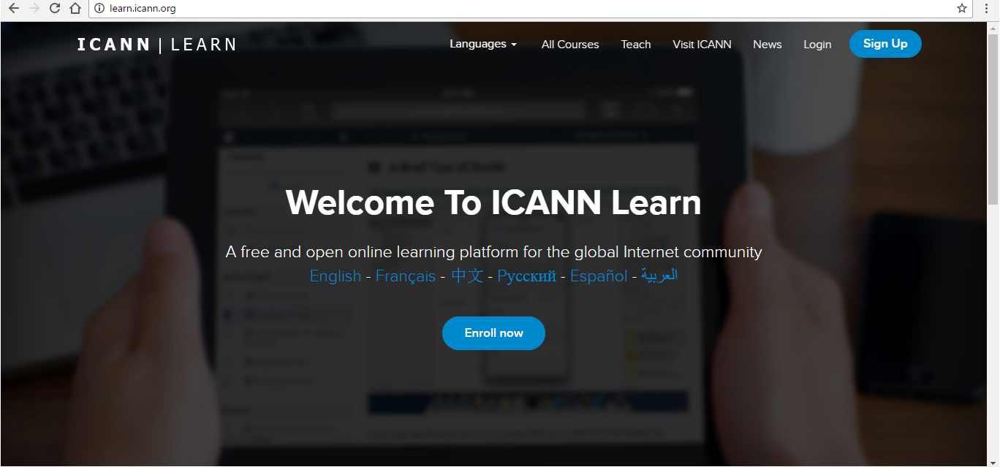 learn.icann.org
ICANN | LEARN
Languages All Courses Teach Visit ICANN News Login Sign Up
Welcome To ICANN Learn
A free and open online learning platform for the global Internet community
English - Français - 中文 - Русский - Español - العربية
Enroll now